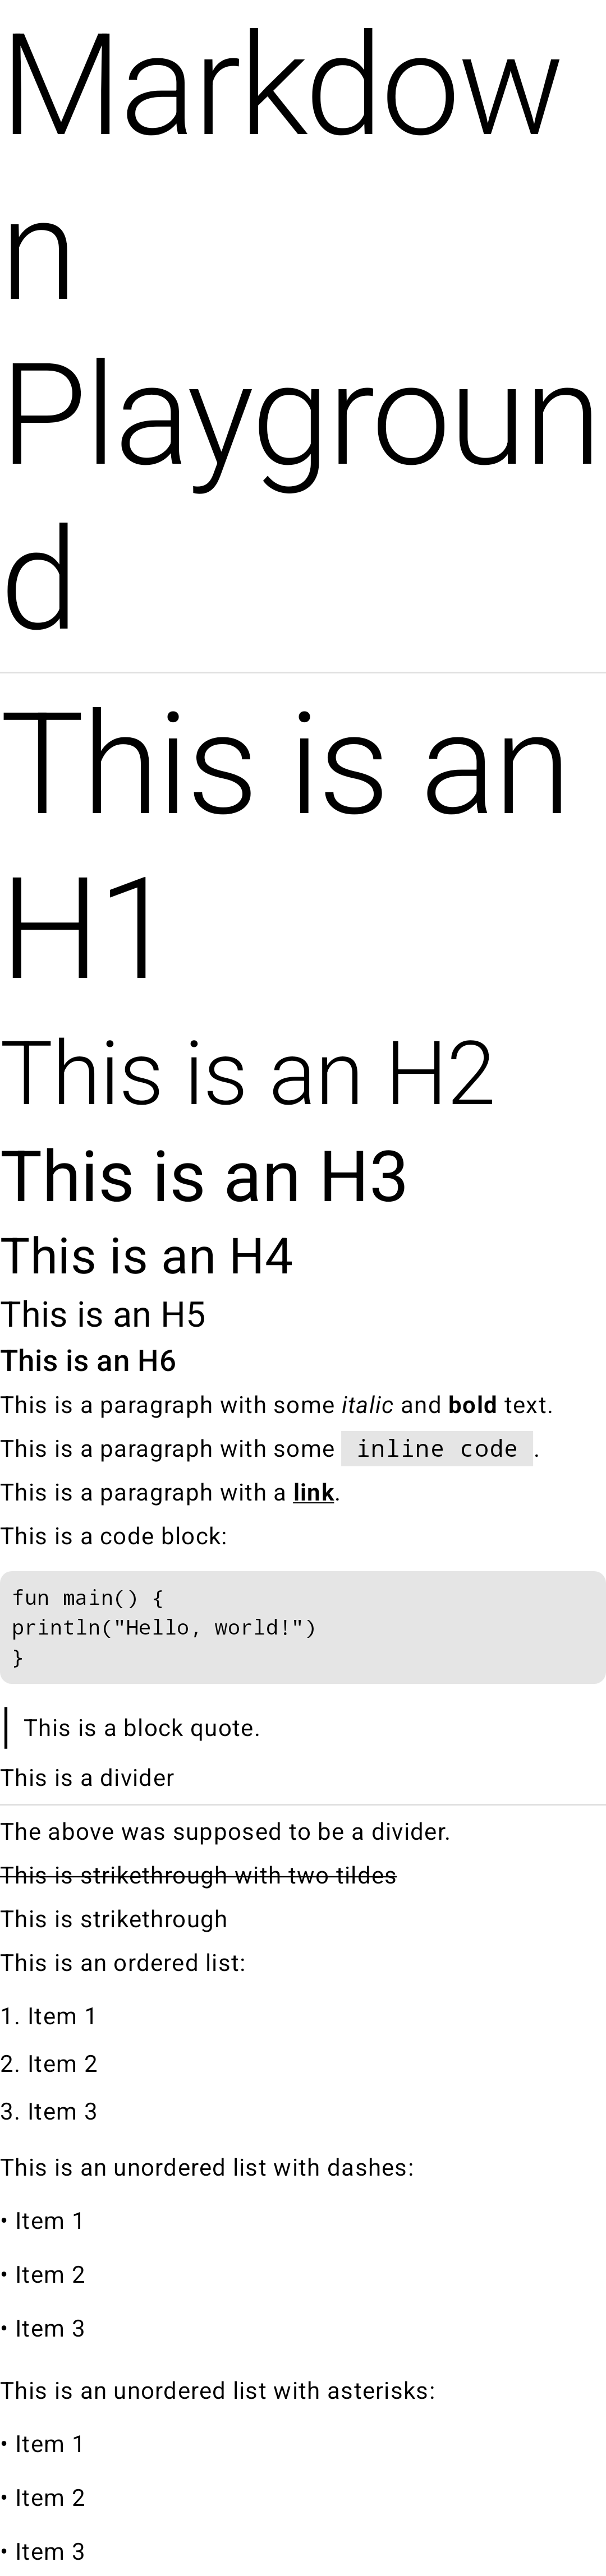 Markdow
n
Playgroun
d
This is an
H1
This is an H2
This is an H3
This is an H4
This is an H5
This is an H6
This is a paragraph with some italic and bold text.
This is a paragraph with some inline code .
This is a paragraph with a link.
This is a code block:
fun main() {
println("Hello, world!")
}
This is a block quote.
This is a divider
The above was supposed to be a divider.
This is strikethrough with two tildes
This is strikethrough
This is an ordered list:
1. Item 1
2. Item 2
3. Item 3
This is an unordered list with dashes:
• Item 1
• Item 2
• Item 3
This is an unordered list with asterisks:
• Item 1
• Item 2
• Item 3